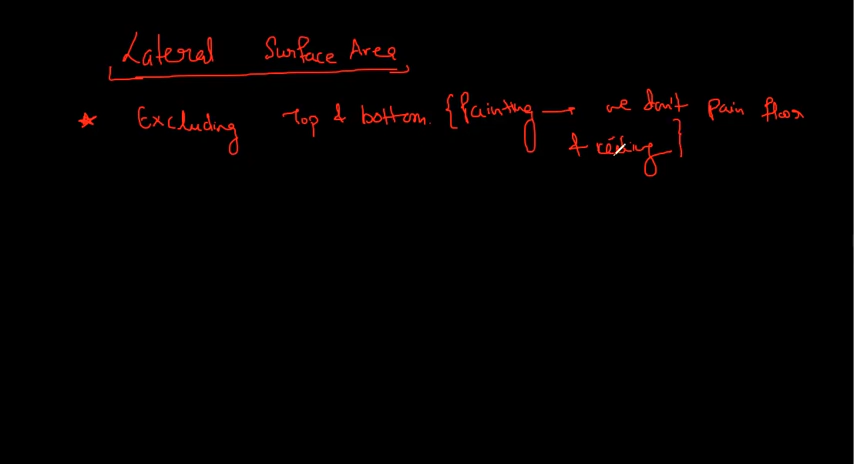 Lateral Surface Area
* Excluding Top & bottom. {Painting → we don't pain floor
& ceiling}